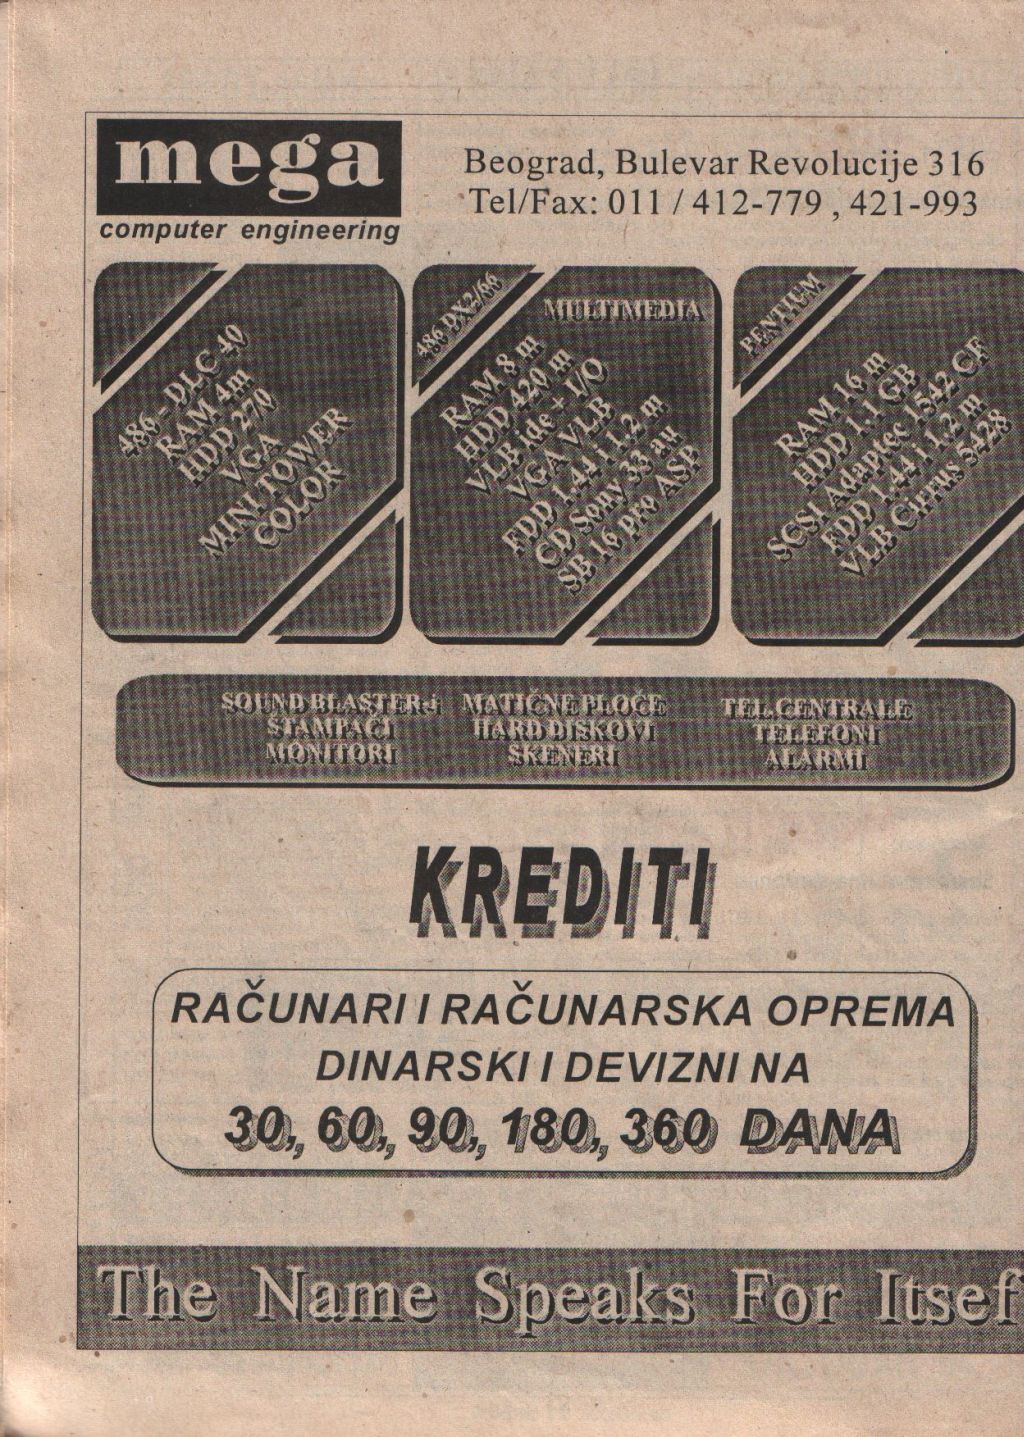 mega
computer engineering
Beograd, Bulevar Revolucije 316
Tel/Fax: 011 / 412-779 , 421-993
486 - DLC 40
RAM 4m
HDD 270
VGA
MINI TOWER
COLOR
486 DX2/66
MULTIMEDIA
RAM 8 m
HDD 420 m
VLB ide + I/O
VGA VLB
FDD 1.44 i 1.2 m
CD Sony 33 au
SB 16 pro ASP
PENTIUM
RAM 16 m
HDD 1.1 GB
SCSI Adaptec 1542 CF
FDD 1.44 i 1.2 m
VLB Cirrus 5428
SOUND BLASTER-i
ŠTAMPAČI
MONITORI
MATIČNE PLOČE
HARD DISKOVI
SKENERI
TEL.CENTRALE
TELEFONI
ALARMI
KREDITI
RAČUNARI I RAČUNARSKA OPREMA
DINARSKI I DEVIZNI NA
30, 60, 90, 180, 360 DANA
The Name Speaks For Itsef